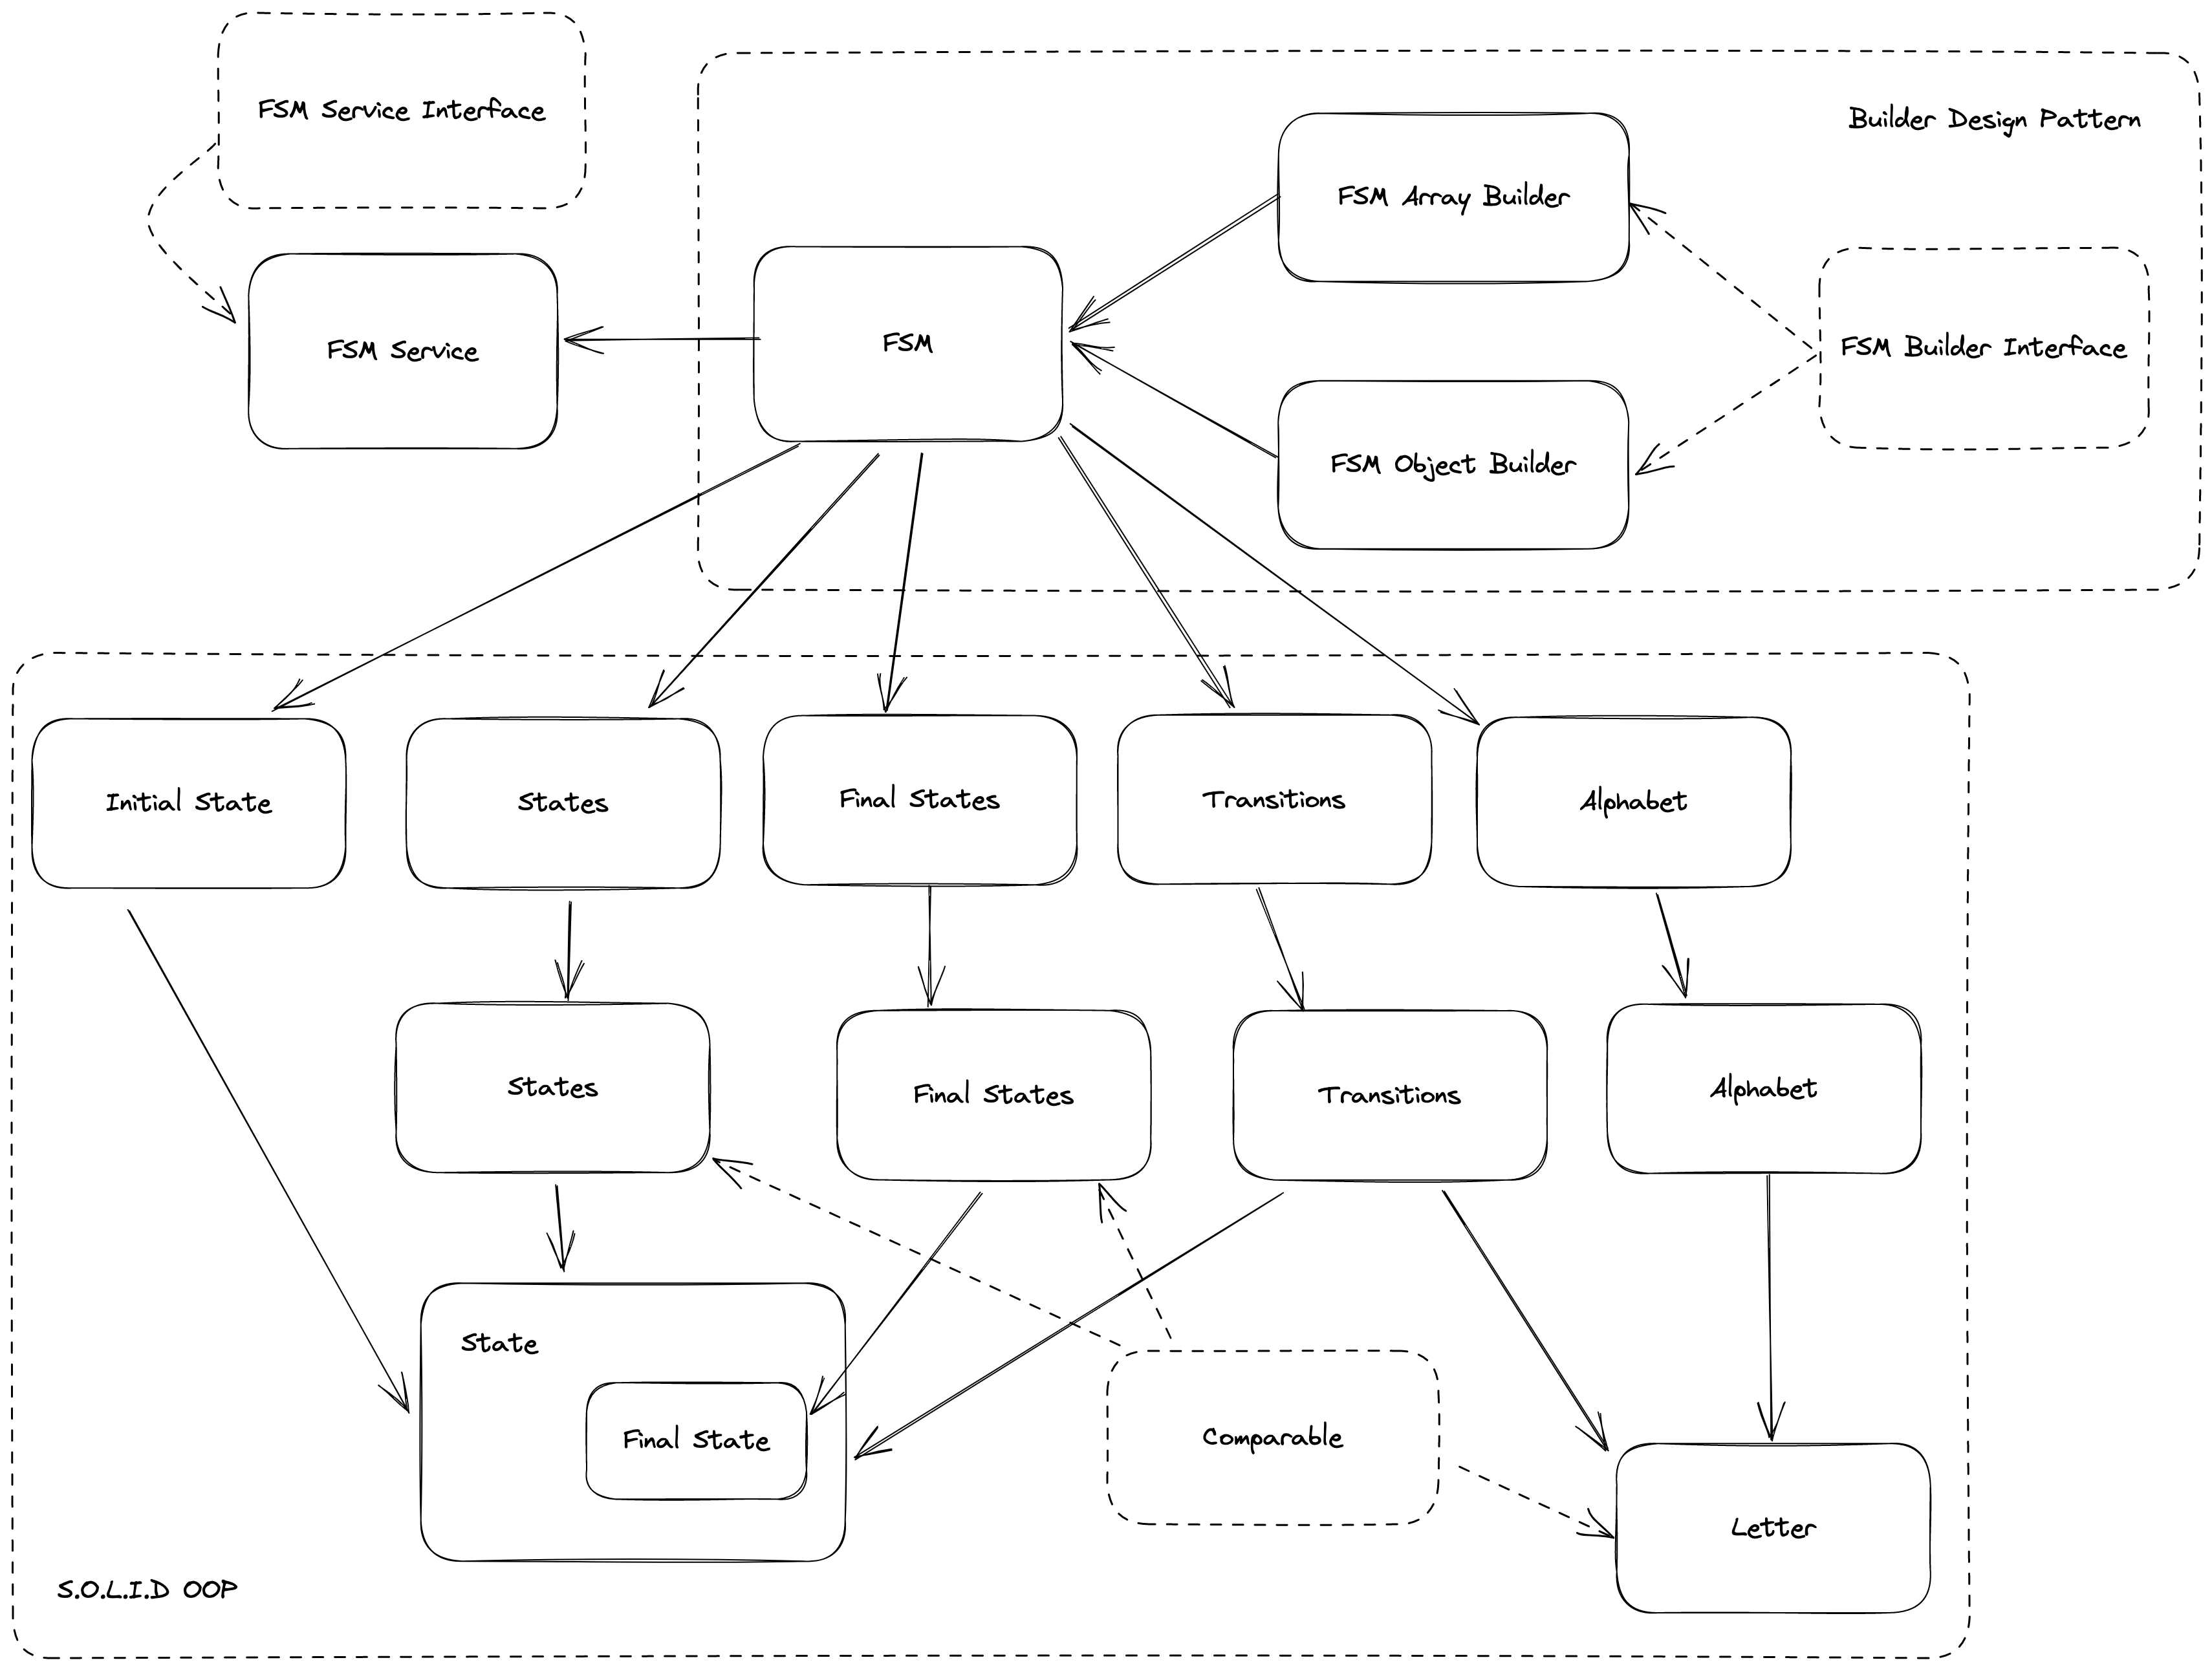 FSM Service Interface
Builder Design Pattern
FSM Array Builder
FSM Service
FSM
FSM Builder Interface
FSM Object Builder
Initial State
States
Final States
Transitions
Alphabet
States
Final States
Transitions
Alphabet
State
Final State
Comparable
Letter
S.O.L.I.D OOP